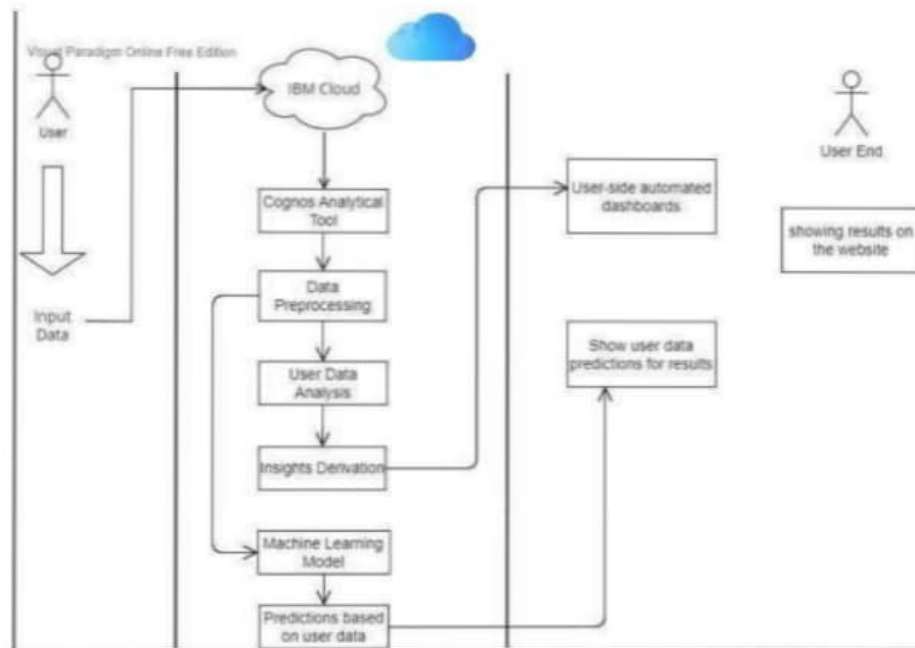 Visual Paradigm Online Free Edition
User
Input
Data
IBM Cloud
Cognos Analytical
Tool
Data
Preprocessing
User Data
Analysis
Insights Derivation
Machine Learning
Model
Predictions based
on user data
User-side automated
dashboards
Show user data
predictions for results
User End
showing results on
the website